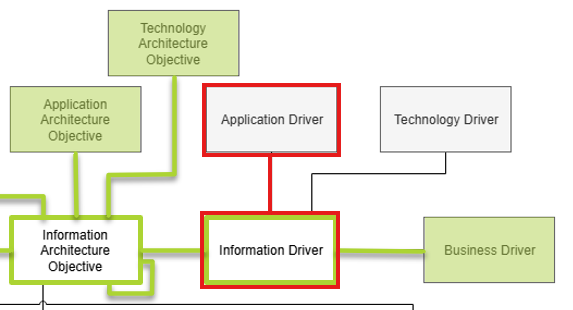 Technology
Architecture
Objective
Application
Architecture
Objective
Application Driver
Technology Driver
Information
Architecture
Objective
Information Driver
Business Driver